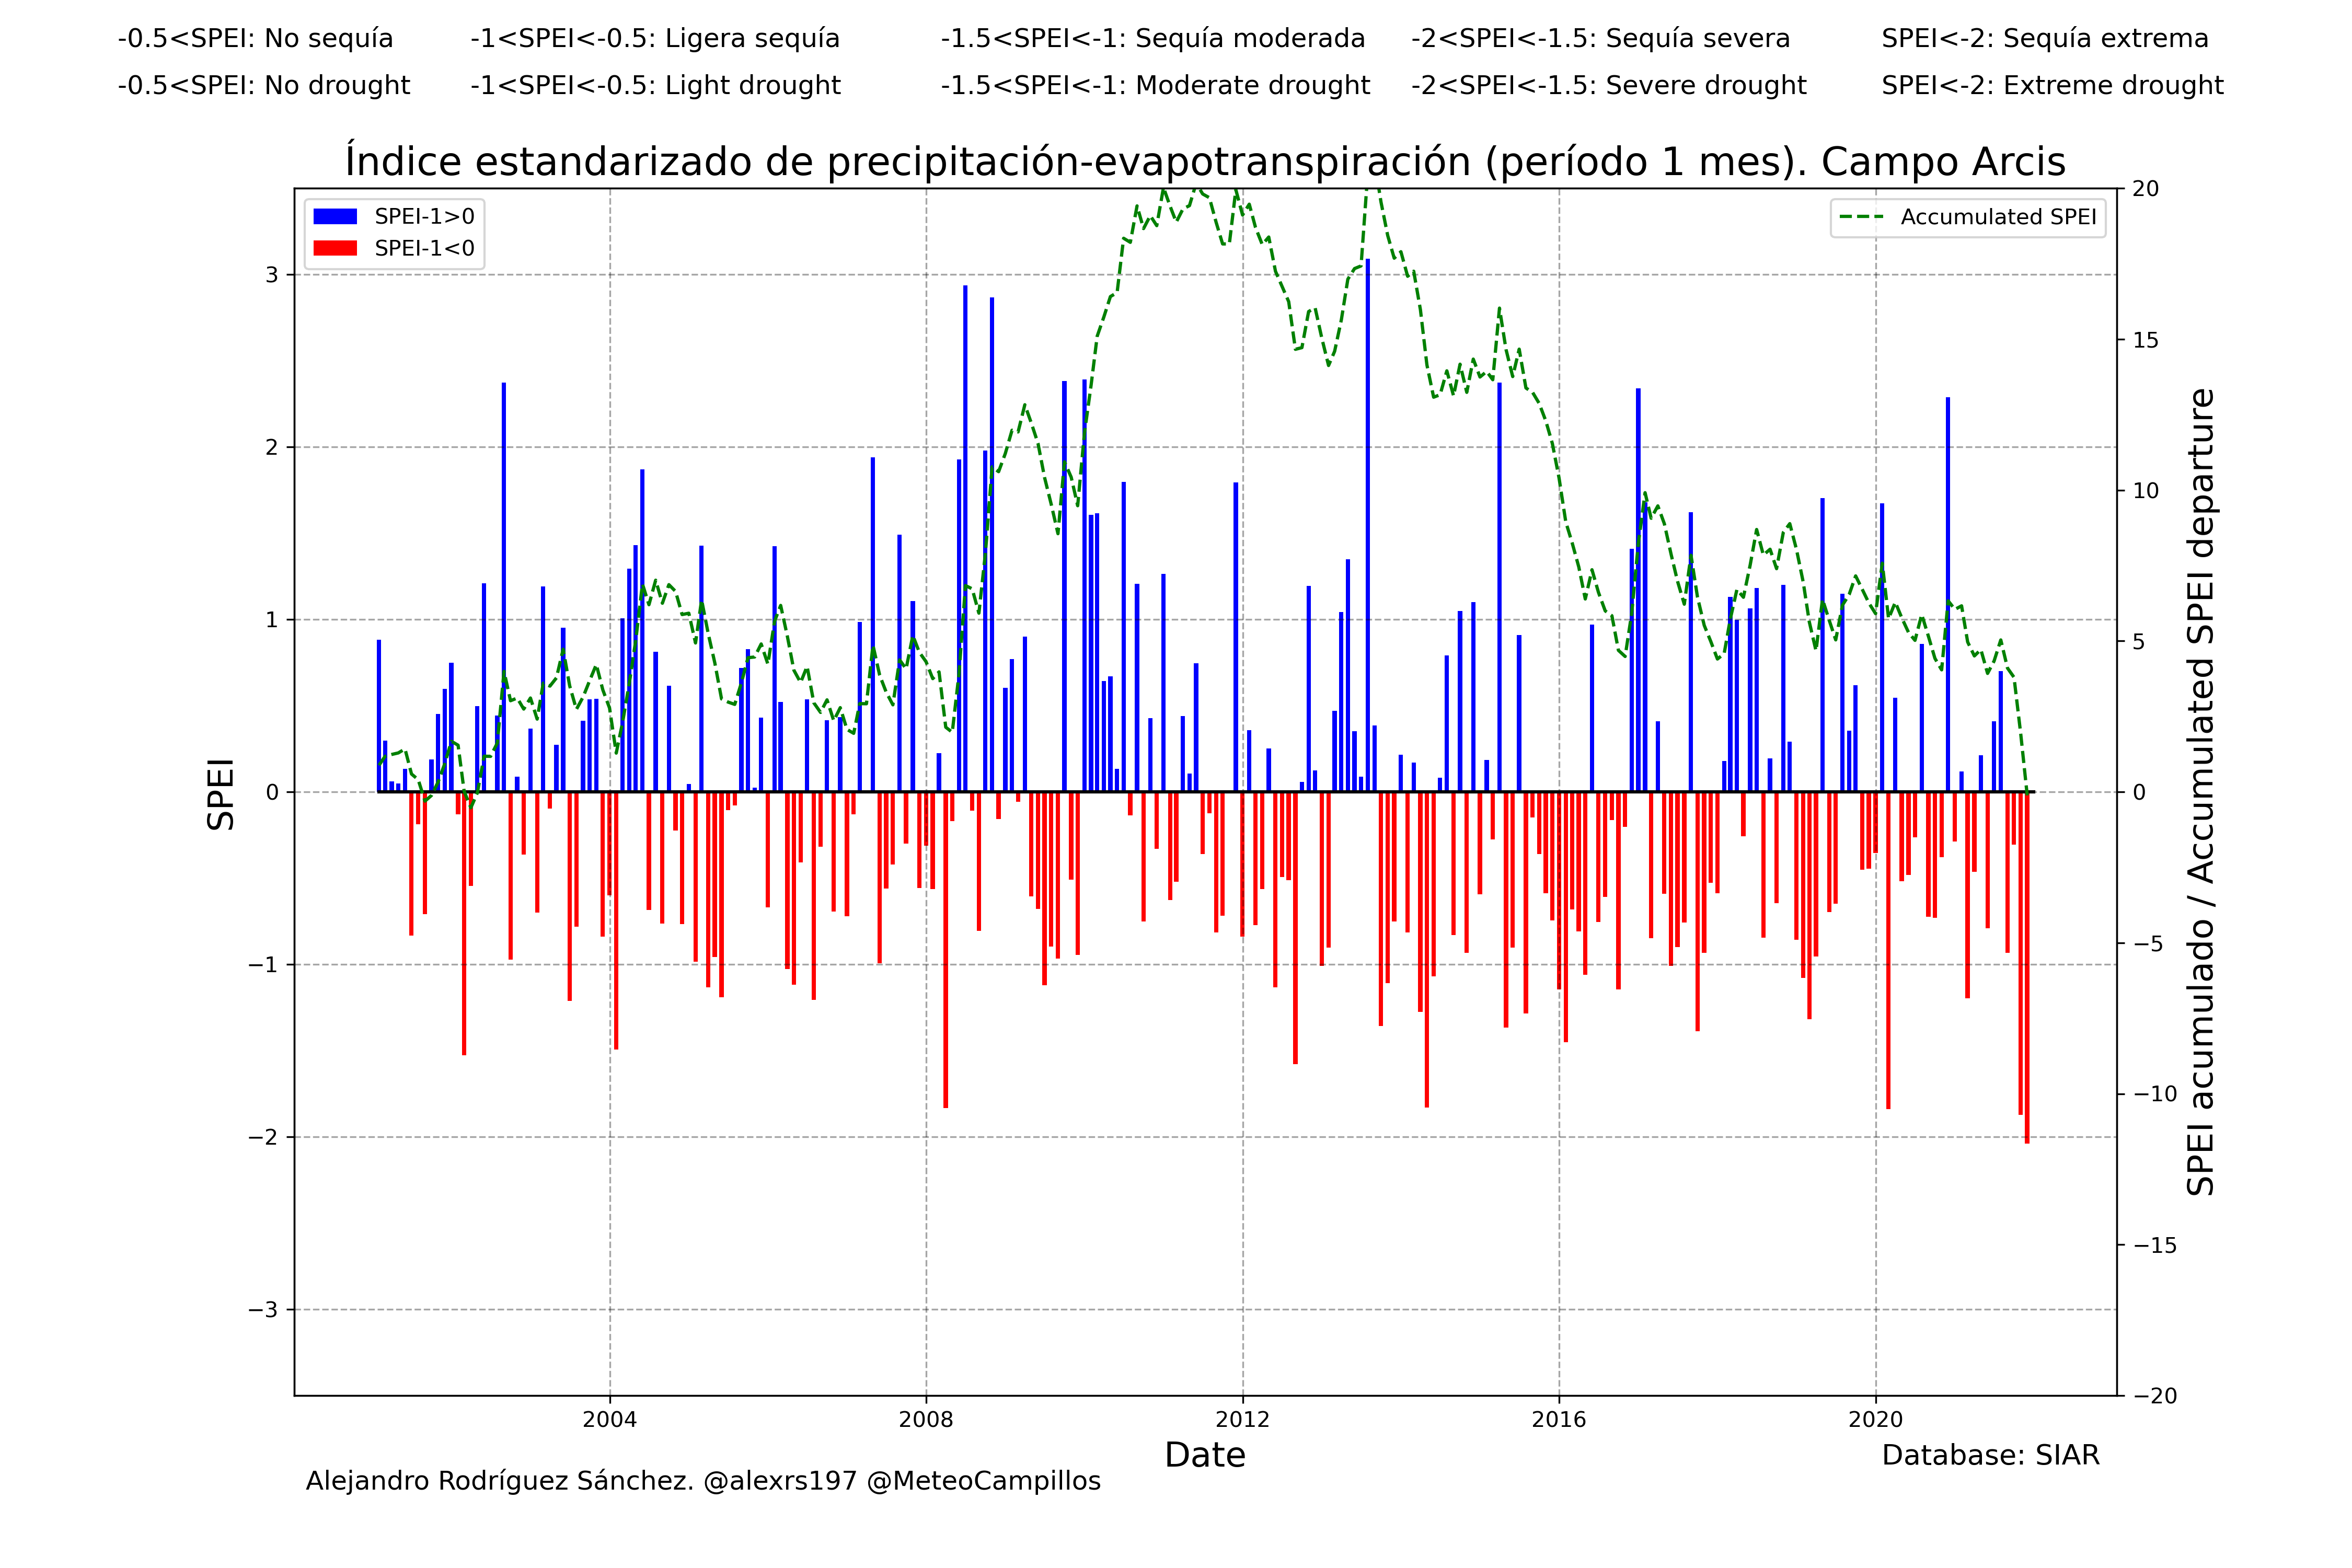 -0.5<SPEI: No sequía -1<SPEI<-0.5: Ligera sequía -1.5<SPEI<-1: Sequía moderada -2<SPEI<-1.5: Sequía severa SPEI<-2: Sequía extrema
-0.5<SPEI: No drought -1<SPEI<-0.5: Light drought -1.5<SPEI<-1: Moderate drought -2<SPEI<-1.5: Severe drought SPEI<-2: Extreme drought
Índice estandarizado de precipitación-evapotranspiración (período 1 mes). Campo Arcis
SPEI-1>0
SPEI-1<0
Accumulated SPEI
SPEI
3
2
1
0
−1
−2
−3
20
15
10
5
0
−5
−10
−15
−20
SPEI acumulado / Accumulated SPEI departure
2004 2008 2012 2016 2020
Date
Database: SIAR
Alejandro Rodríguez Sánchez. @alexrs197 @MeteoCampillos